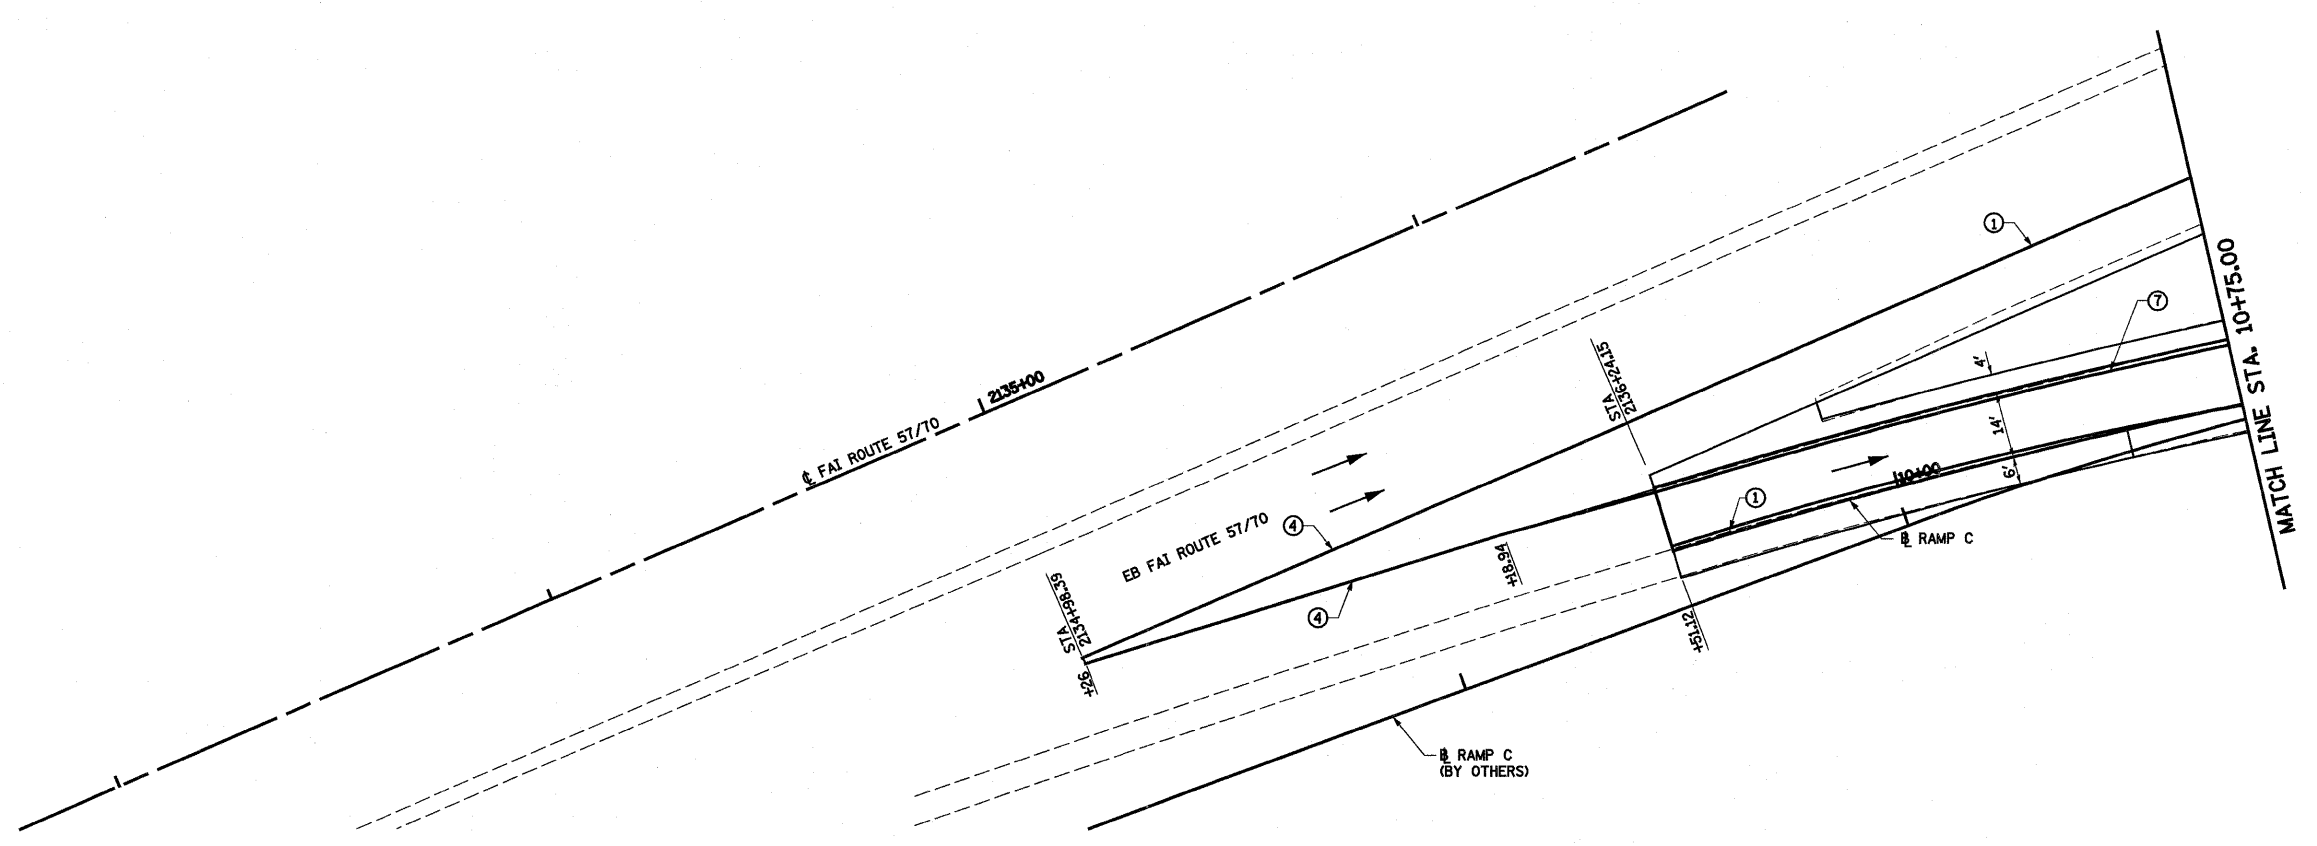 ℄ FAI ROUTE 57/70
2135+00
EB FAI ROUTE 57/70
STA
2134+98.39
+26
4
4
+18.94
STA
2136+24.15
+51.12
1
1
7
4'
14'
6'
10+00
℄ RAMP C
℄ RAMP C
(BY OTHERS)
MATCH LINE STA. 10+75.00